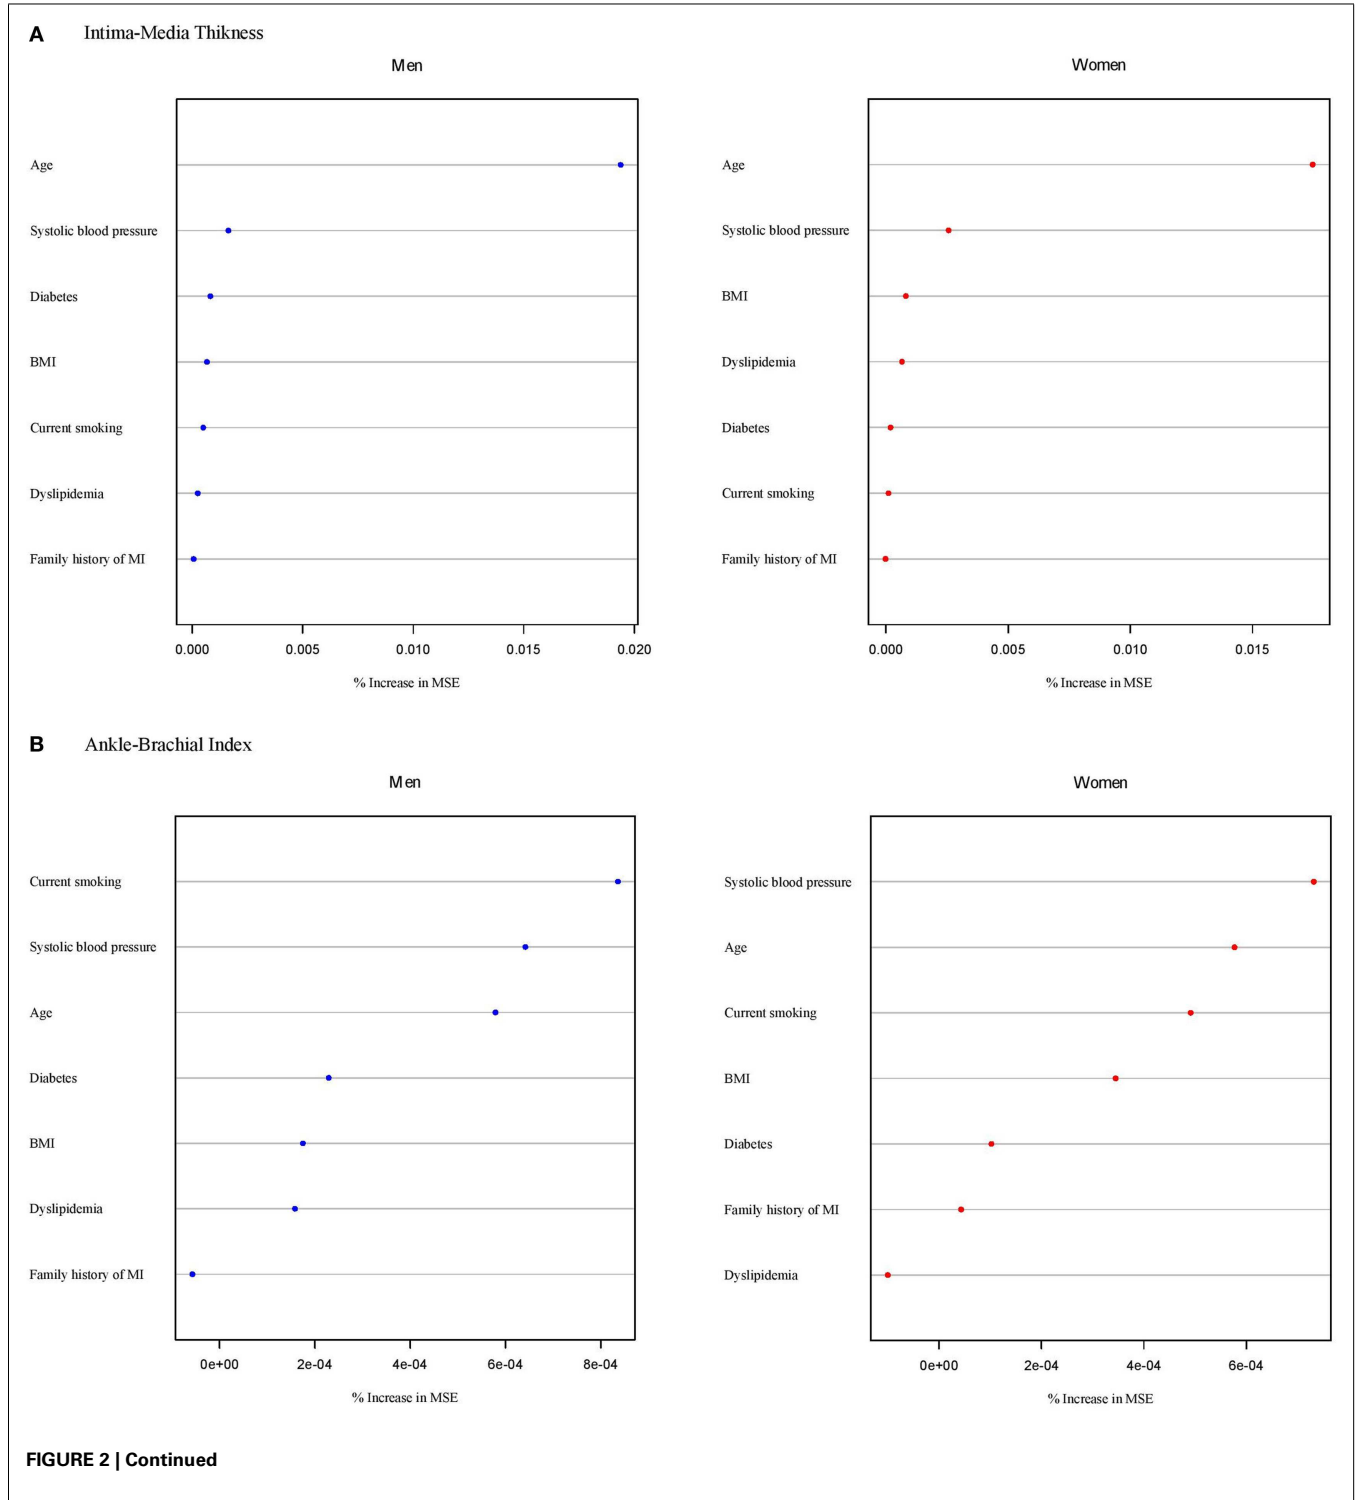 A Intima-Media Thikness
Men
Age
Systolic blood pressure
Diabetes
BMI
Current smoking
Dyslipidemia
Family history of MI
0.000 0.005 0.010 0.015 0.020
% Increase in MSE
Women
Age
Systolic blood pressure
BMI
Dyslipidemia
Diabetes
Current smoking
Family history of MI
0.000 0.005 0.010 0.015
% Increase in MSE
B Ankle-Brachial Index
Men
Current smoking
Systolic blood pressure
Age
Diabetes
BMI
Dyslipidemia
Family history of MI
0e+00 2e-04 4e-04 6e-04 8e-04
% Increase in MSE
Women
Systolic blood pressure
Age
Current smoking
BMI
Diabetes
Family history of MI
Dyslipidemia
0e+00 2e-04 4e-04 6e-04
% Increase in MSE
FIGURE 2 | Continued